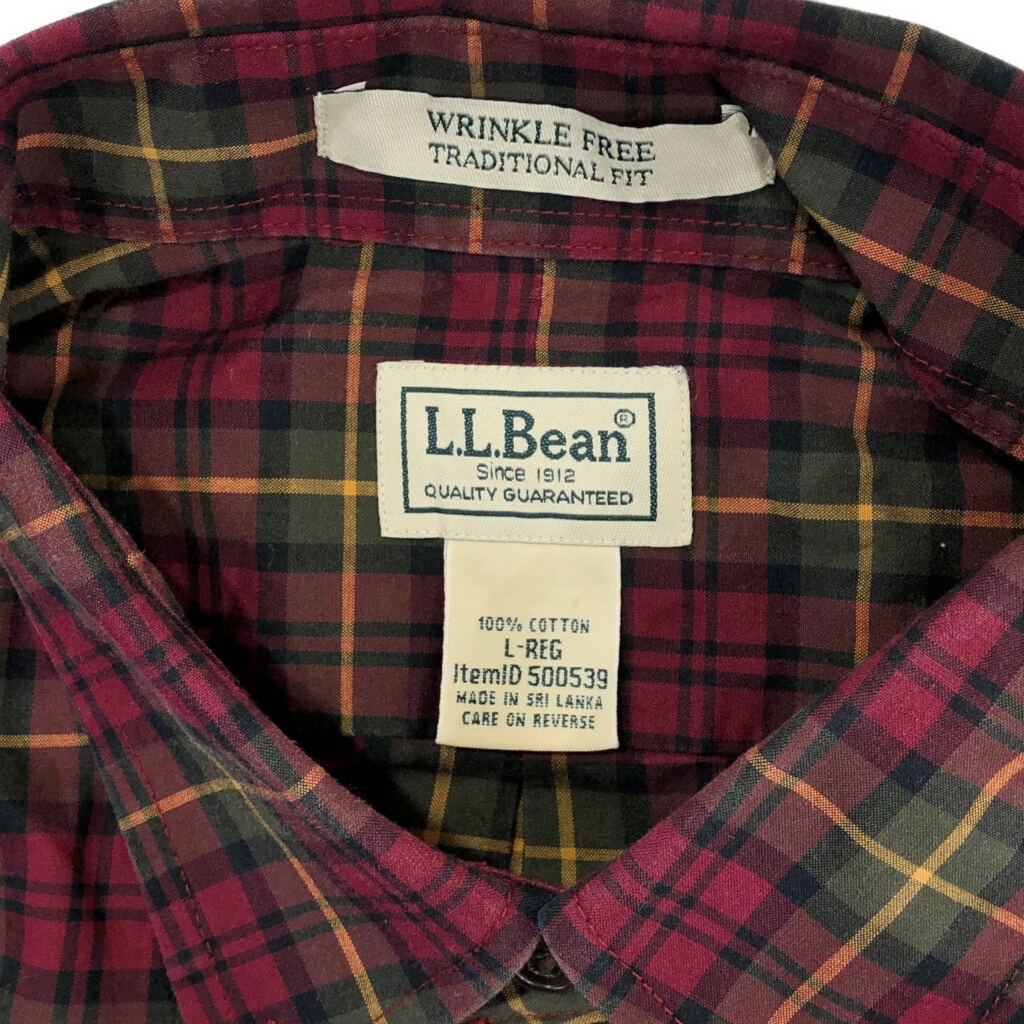 WRINKLE FREE
TRADITIONAL FIT
L.L.Bean®
Since 1912
QUALITY GUARANTEED
100% COTTON
L-REG
ItemID 500539
MADE IN SRI LANKA
CARE ON REVERSE